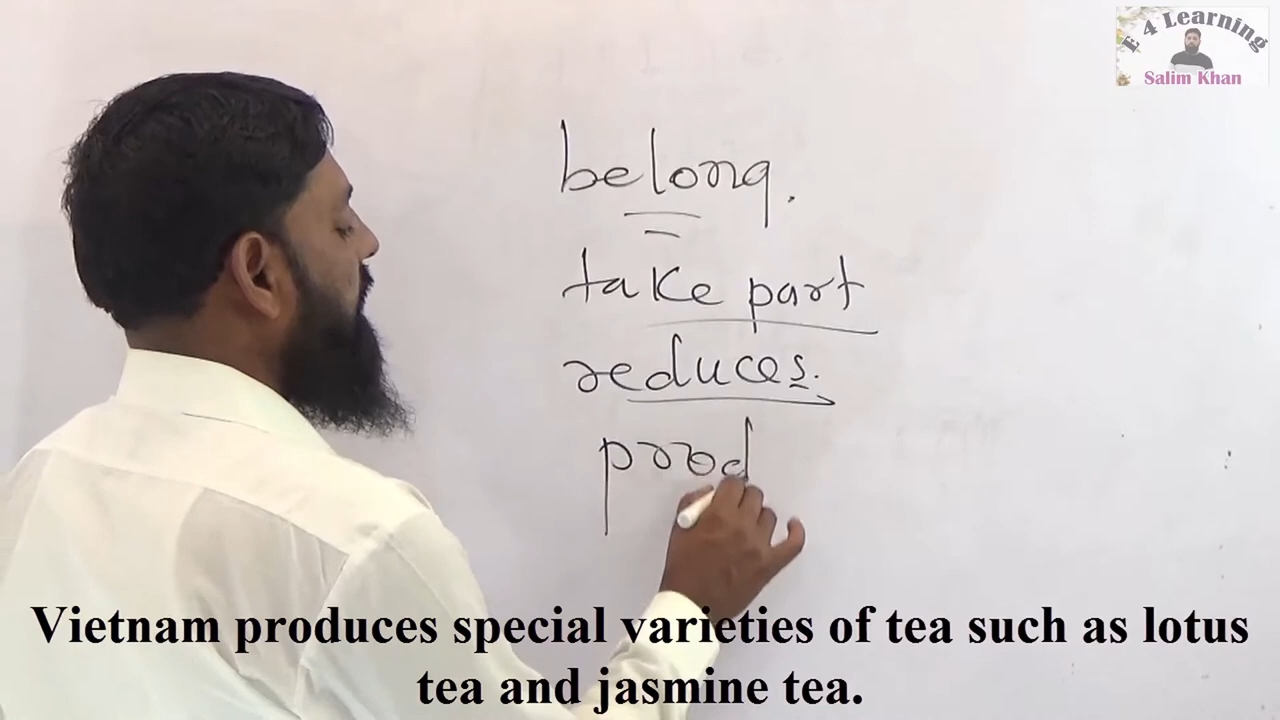 E 4 Learning
Salim Khan
belong.
take part
reduces.
prod
Vietnam produces special varieties of tea such as lotus
tea and jasmine tea.